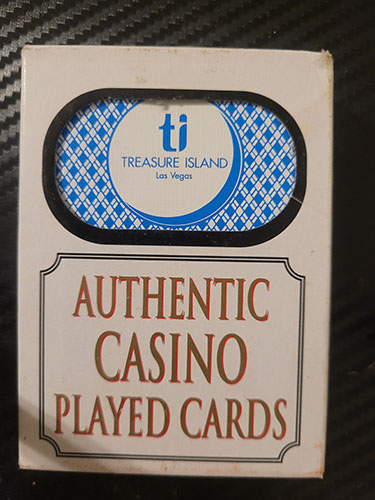 ti
TREASURE ISLAND
Las Vegas
AUTHENTIC
CASINO
PLAYED CARDS